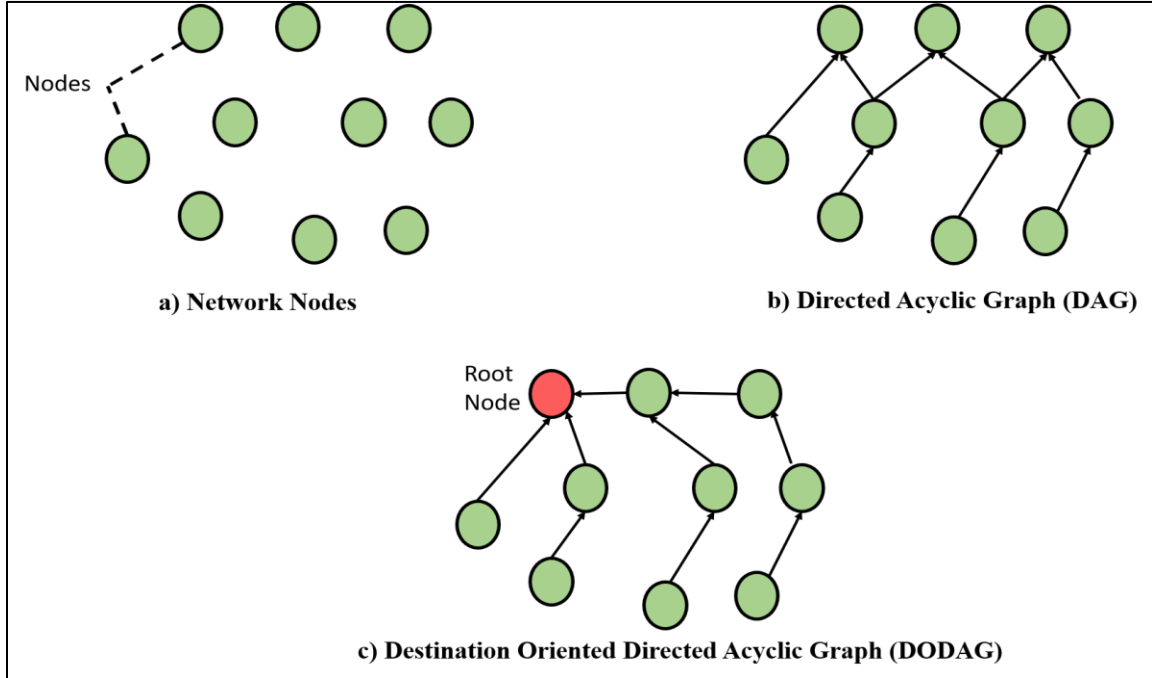 Nodes
a) Network Nodes
b) Directed Acyclic Graph (DAG)
Root
Node
c) Destination Oriented Directed Acyclic Graph (DODAG)